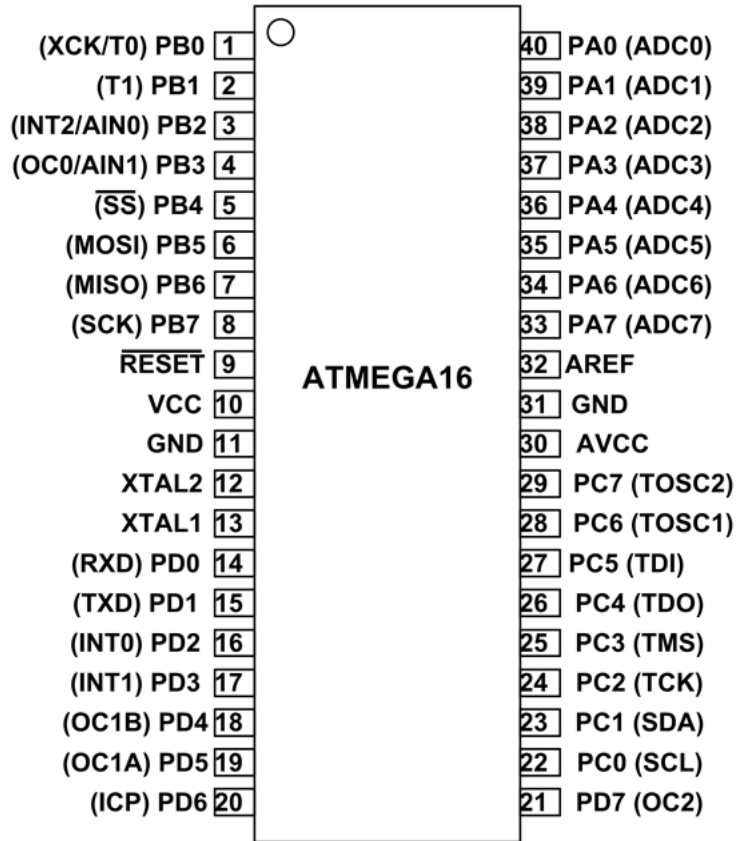 (XCK/T0) PB0 1 40 PA0 (ADC0)
(T1) PB1 2 39 PA1 (ADC1)
(INT2/AIN0) PB2 3 38 PA2 (ADC2)
(OC0/AIN1) PB3 4 37 PA3 (ADC3)
(S̅S̅) PB4 5 36 PA4 (ADC4)
(MOSI) PB5 6 35 PA5 (ADC5)
(MISO) PB6 7 34 PA6 (ADC6)
(SCK) PB7 8 33 PA7 (ADC7)
R̅E̅S̅E̅T̅ 9 32 AREF
ATMEGA16
VCC 10 31 GND
GND 11 30 AVCC
XTAL2 12 29 PC7 (TOSC2)
XTAL1 13 28 PC6 (TOSC1)
(RXD) PD0 14 27 PC5 (TDI)
(TXD) PD1 15 26 PC4 (TDO)
(INT0) PD2 16 25 PC3 (TMS)
(INT1) PD3 17 24 PC2 (TCK)
(OC1B) PD4 18 23 PC1 (SDA)
(OC1A) PD5 19 22 PC0 (SCL)
(ICP) PD6 20 21 PD7 (OC2)